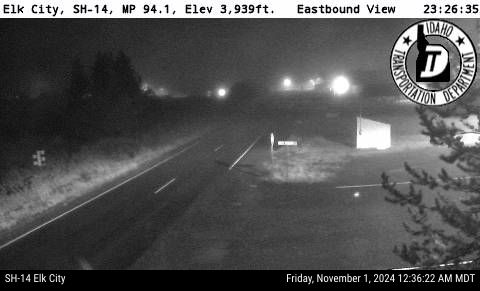 Elk City, SH-14, MP 94.1, Elev 3,939ft. Eastbound View 23:26:35
IDAHO
TRANSPORTATION DEPARTMENT
SH-14 Elk City Friday, November 1, 2024 12:36:22 AM MDT